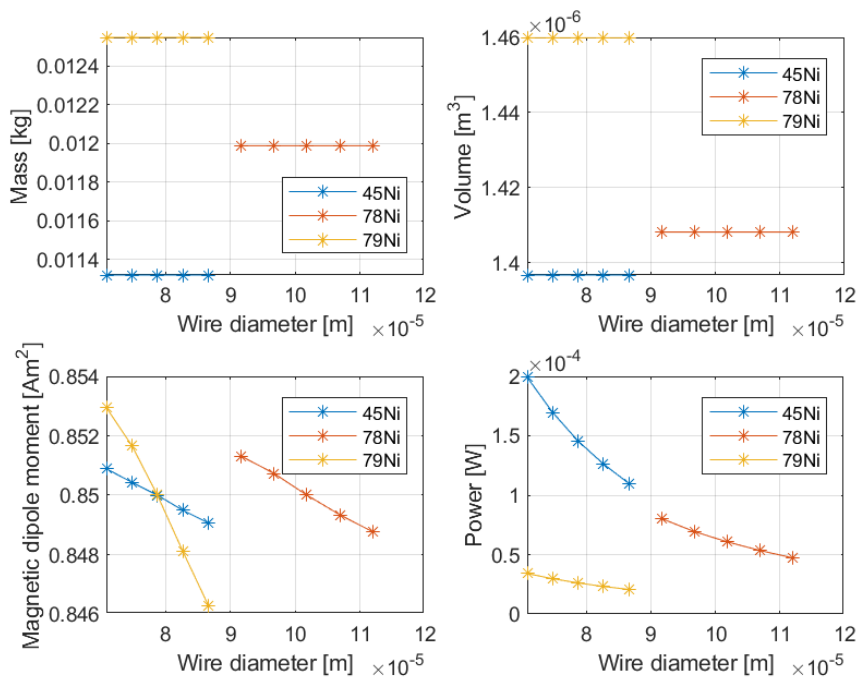 Mass [kg]
0.0124
0.0122
0.012
0.0118
0.0116
0.0114
45Ni
78Ni
79Ni
8 9 10 11 12
Wire diameter [m] ×10⁻⁵
×10⁻⁶
Volume [m³]
1.46
1.44
1.42
1.4
45Ni
78Ni
79Ni
8 9 10 11 12
Wire diameter [m] ×10⁻⁵
Magnetic dipole moment [Am²]
0.854
0.852
0.85
0.848
0.846
45Ni
78Ni
79Ni
8 9 10 11 12
Wire diameter [m] ×10⁻⁵
×10⁻⁴
Power [W]
2
1.5
1
0.5
0
45Ni
78Ni
79Ni
8 9 10 11 12
Wire diameter [m] ×10⁻⁵